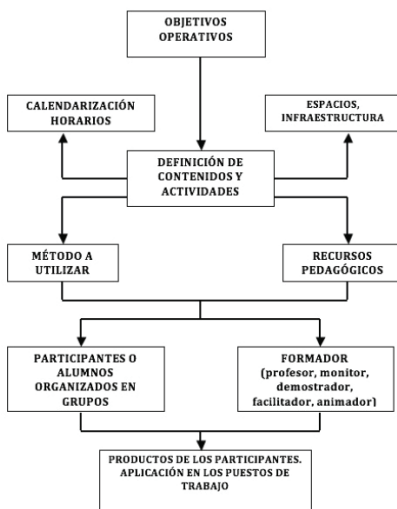 OBJETIVOS
OPERATIVOS
CALENDARIZACIÓN
HORARIOS
ESPACIOS,
INFRAESTRUCTURA
DEFINICIÓN DE
CONTENIDOS Y
ACTIVIDADES
MÉTODO A
UTILIZAR
RECURSOS
PEDAGÓGICOS
PARTICIPANTES O
ALUMNOS
ORGANIZADOS EN
GRUPOS
FORMADOR
(profesor, monitor,
demostrador,
facilitador, animador)
PRODUCTOS DE LOS PARTICIPANTES.
APLICACIÓN EN LOS PUESTOS DE
TRABAJO